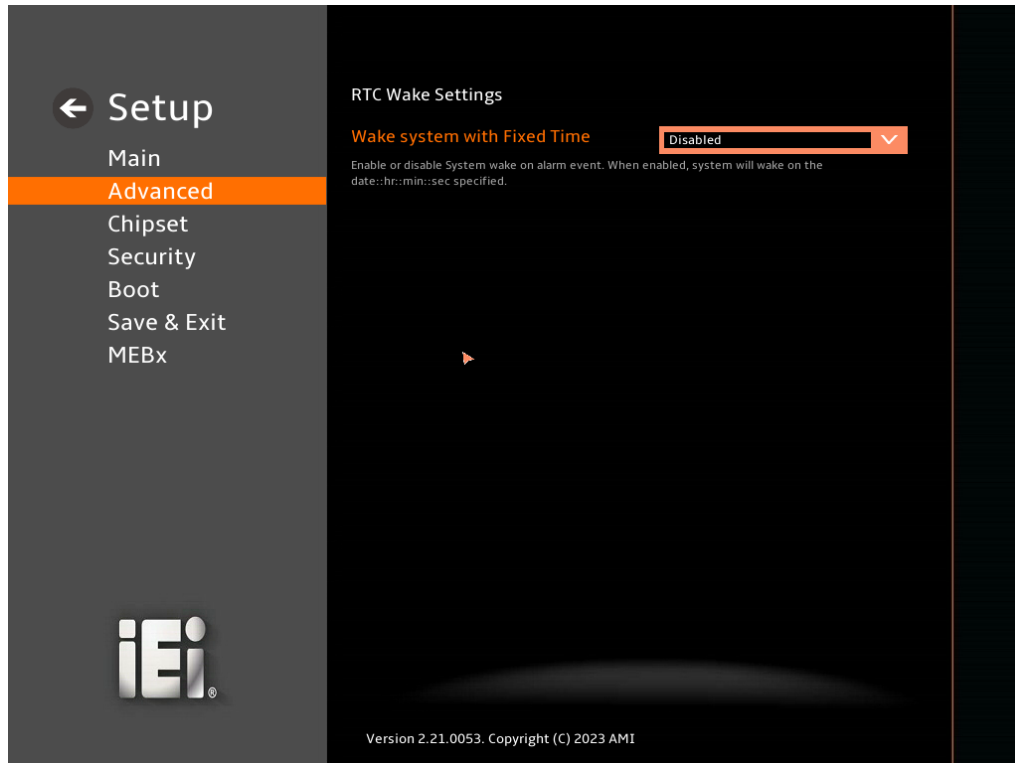 Setup
Main
Advanced
Chipset
Security
Boot
Save & Exit
MEBx
iEi®
RTC Wake Settings
Wake system with Fixed Time
Disabled
Enable or disable System wake on alarm event. When enabled, system will wake on the
date::hr::min::sec specified.
Version 2.21.0053. Copyright (C) 2023 AMI